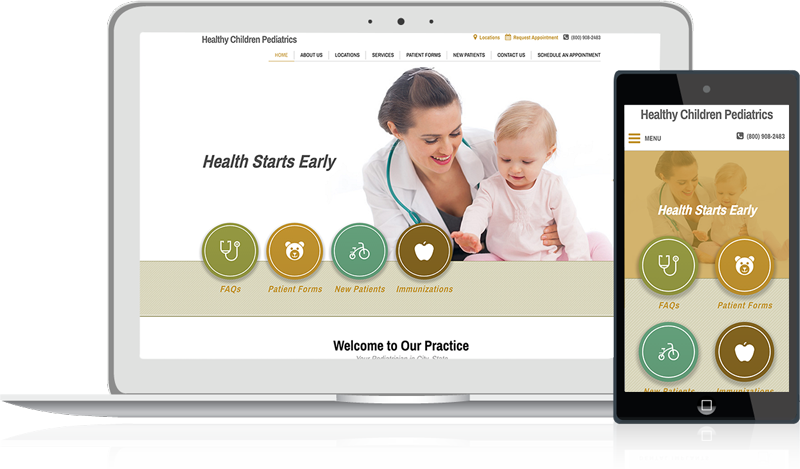 Healthy Children Pediatrics
Locations Request Appointment (800) 908-2483
HOME ABOUT US LOCATIONS SERVICES PATIENT FORMS NEW PATIENTS CONTACT US SCHEDULE AN APPOINTMENT
Health Starts Early
FAQs Patient Forms New Patients Immunizations
Welcome to Our Practice
Your Pediatrician in City, State
Healthy Children Pediatrics
MENU (800) 908-2483
Health Starts Early
FAQs Patient Forms
New Patients Immunizations